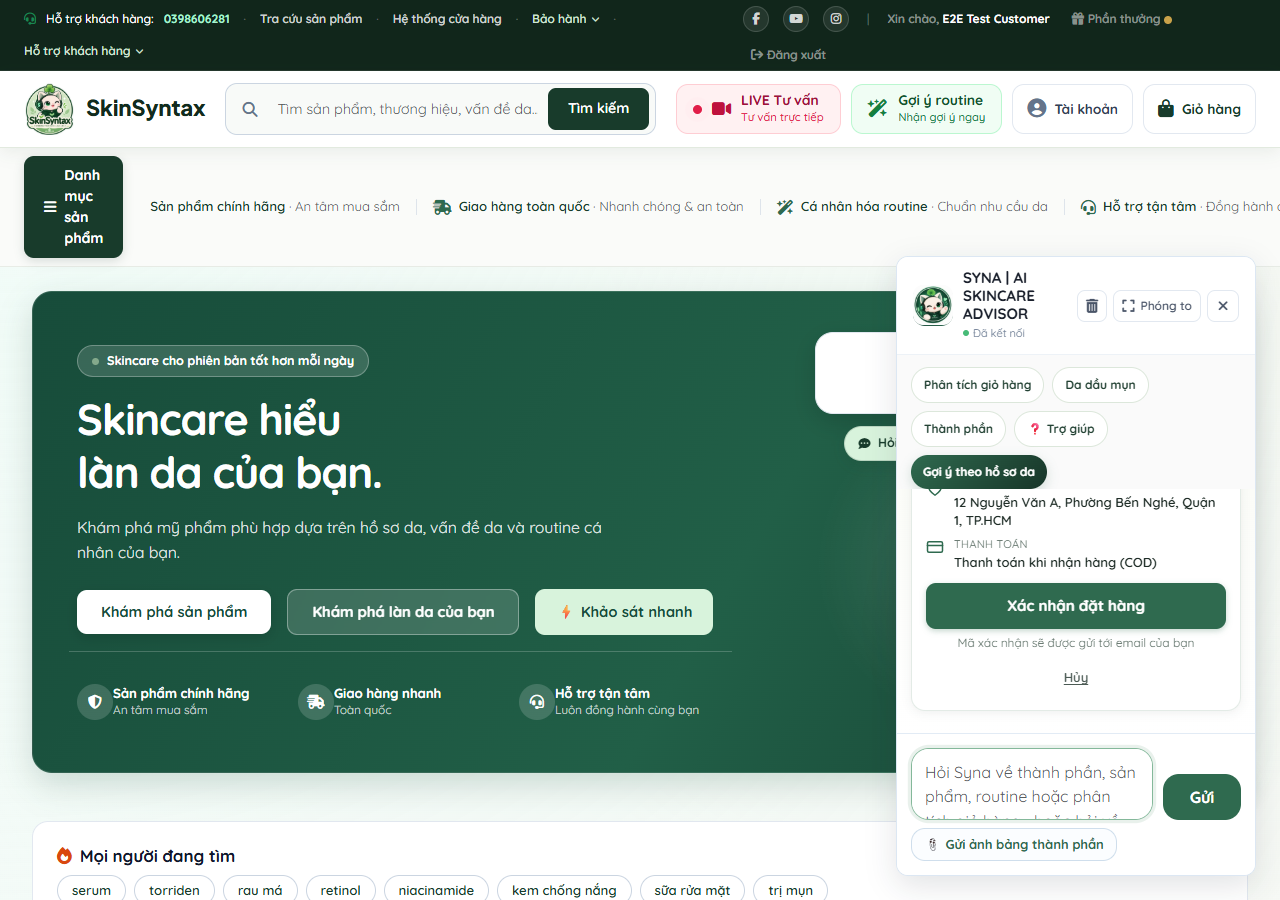 Hỗ trợ khách hàng: 0398606281 · Tra cứu sản phẩm · Hệ thống cửa hàng · Bảo hành ·
Hỗ trợ khách hàng
Xin chào, E2E Test Customer
Phần thưởng
Đăng xuất
SkinSyntax
Tìm sản phẩm, thương hiệu, vấn đề da..
Tìm kiếm
LIVE Tư vấn
Tư vấn trực tiếp
Gợi ý routine
Nhận gợi ý ngay
Tài khoản
Giỏ hàng
Danh
mục
sản
phẩm
Sản phẩm chính hãng · An tâm mua sắm
Giao hàng toàn quốc · Nhanh chóng & an toàn
Cá nhân hóa routine · Chuẩn nhu cầu da
Hỗ trợ tận tâm · Đồng hành
Skincare cho phiên bản tốt hơn mỗi ngày
Skincare hiểu
làn da của bạn.
Khám phá mỹ phẩm phù hợp dựa trên hồ sơ da, vấn đề da và routine cá
nhân của bạn.
Khám phá sản phẩm
Khám phá làn da của bạn
Khảo sát nhanh
Sản phẩm chính hãng
An tâm mua sắm
Giao hàng nhanh
Toàn quốc
Hỗ trợ tận tâm
Luôn đồng hành cùng bạn
Mọi người đang tìm
serum
torriden
rau má
retinol
niacinamide
kem chống nắng
sữa rửa mặt
trị mụn
SYNA | AI
SKINCARE
ADVISOR
Đã kết nối
Phóng to
Phân tích giỏ hàng
Da dầu mụn
Thành phần
Trợ giúp
Gợi ý theo hồ sơ da
12 Nguyễn Văn A, Phường Bến Nghé, Quận
1, TP.HCM
THANH TOÁN
Thanh toán khi nhận hàng (COD)
Xác nhận đặt hàng
Mã xác nhận sẽ được gửi tới email của bạn
Hủy
Hỏi Syna về thành phần, sản
phẩm, routine hoặc phân
Gửi
Gửi ảnh bảng thành phần